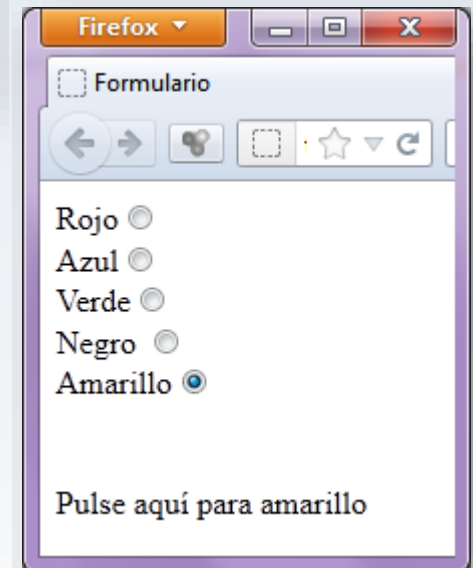 Firefox
Formulario
Rojo
Azul
Verde
Negro
Amarillo
Pulse aquí para amarillo